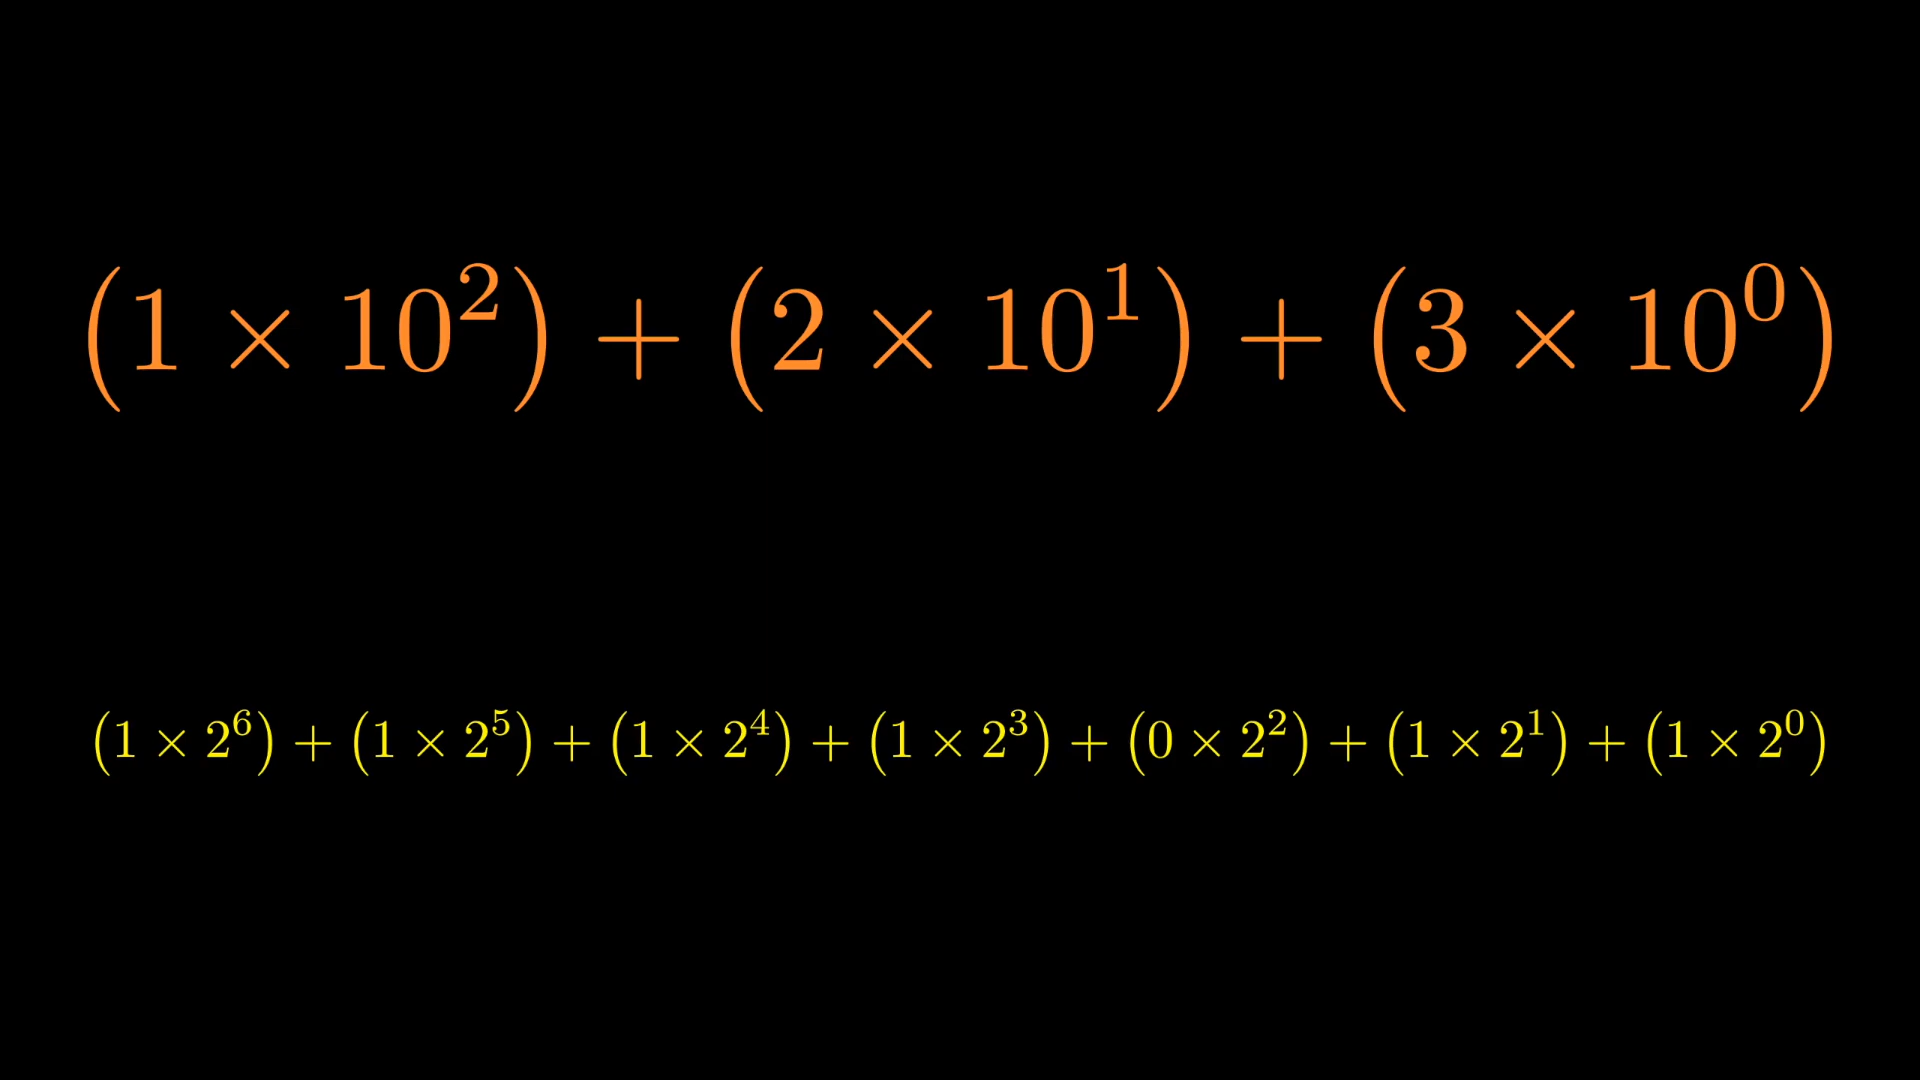 (1 × 10²) + (2 × 10¹) + (3 × 10⁰)
(1 × 2⁶) + (1 × 2⁵) + (1 × 2⁴) + (1 × 2³) + (0 × 2²) + (1 × 2¹) + (1 × 2⁰)